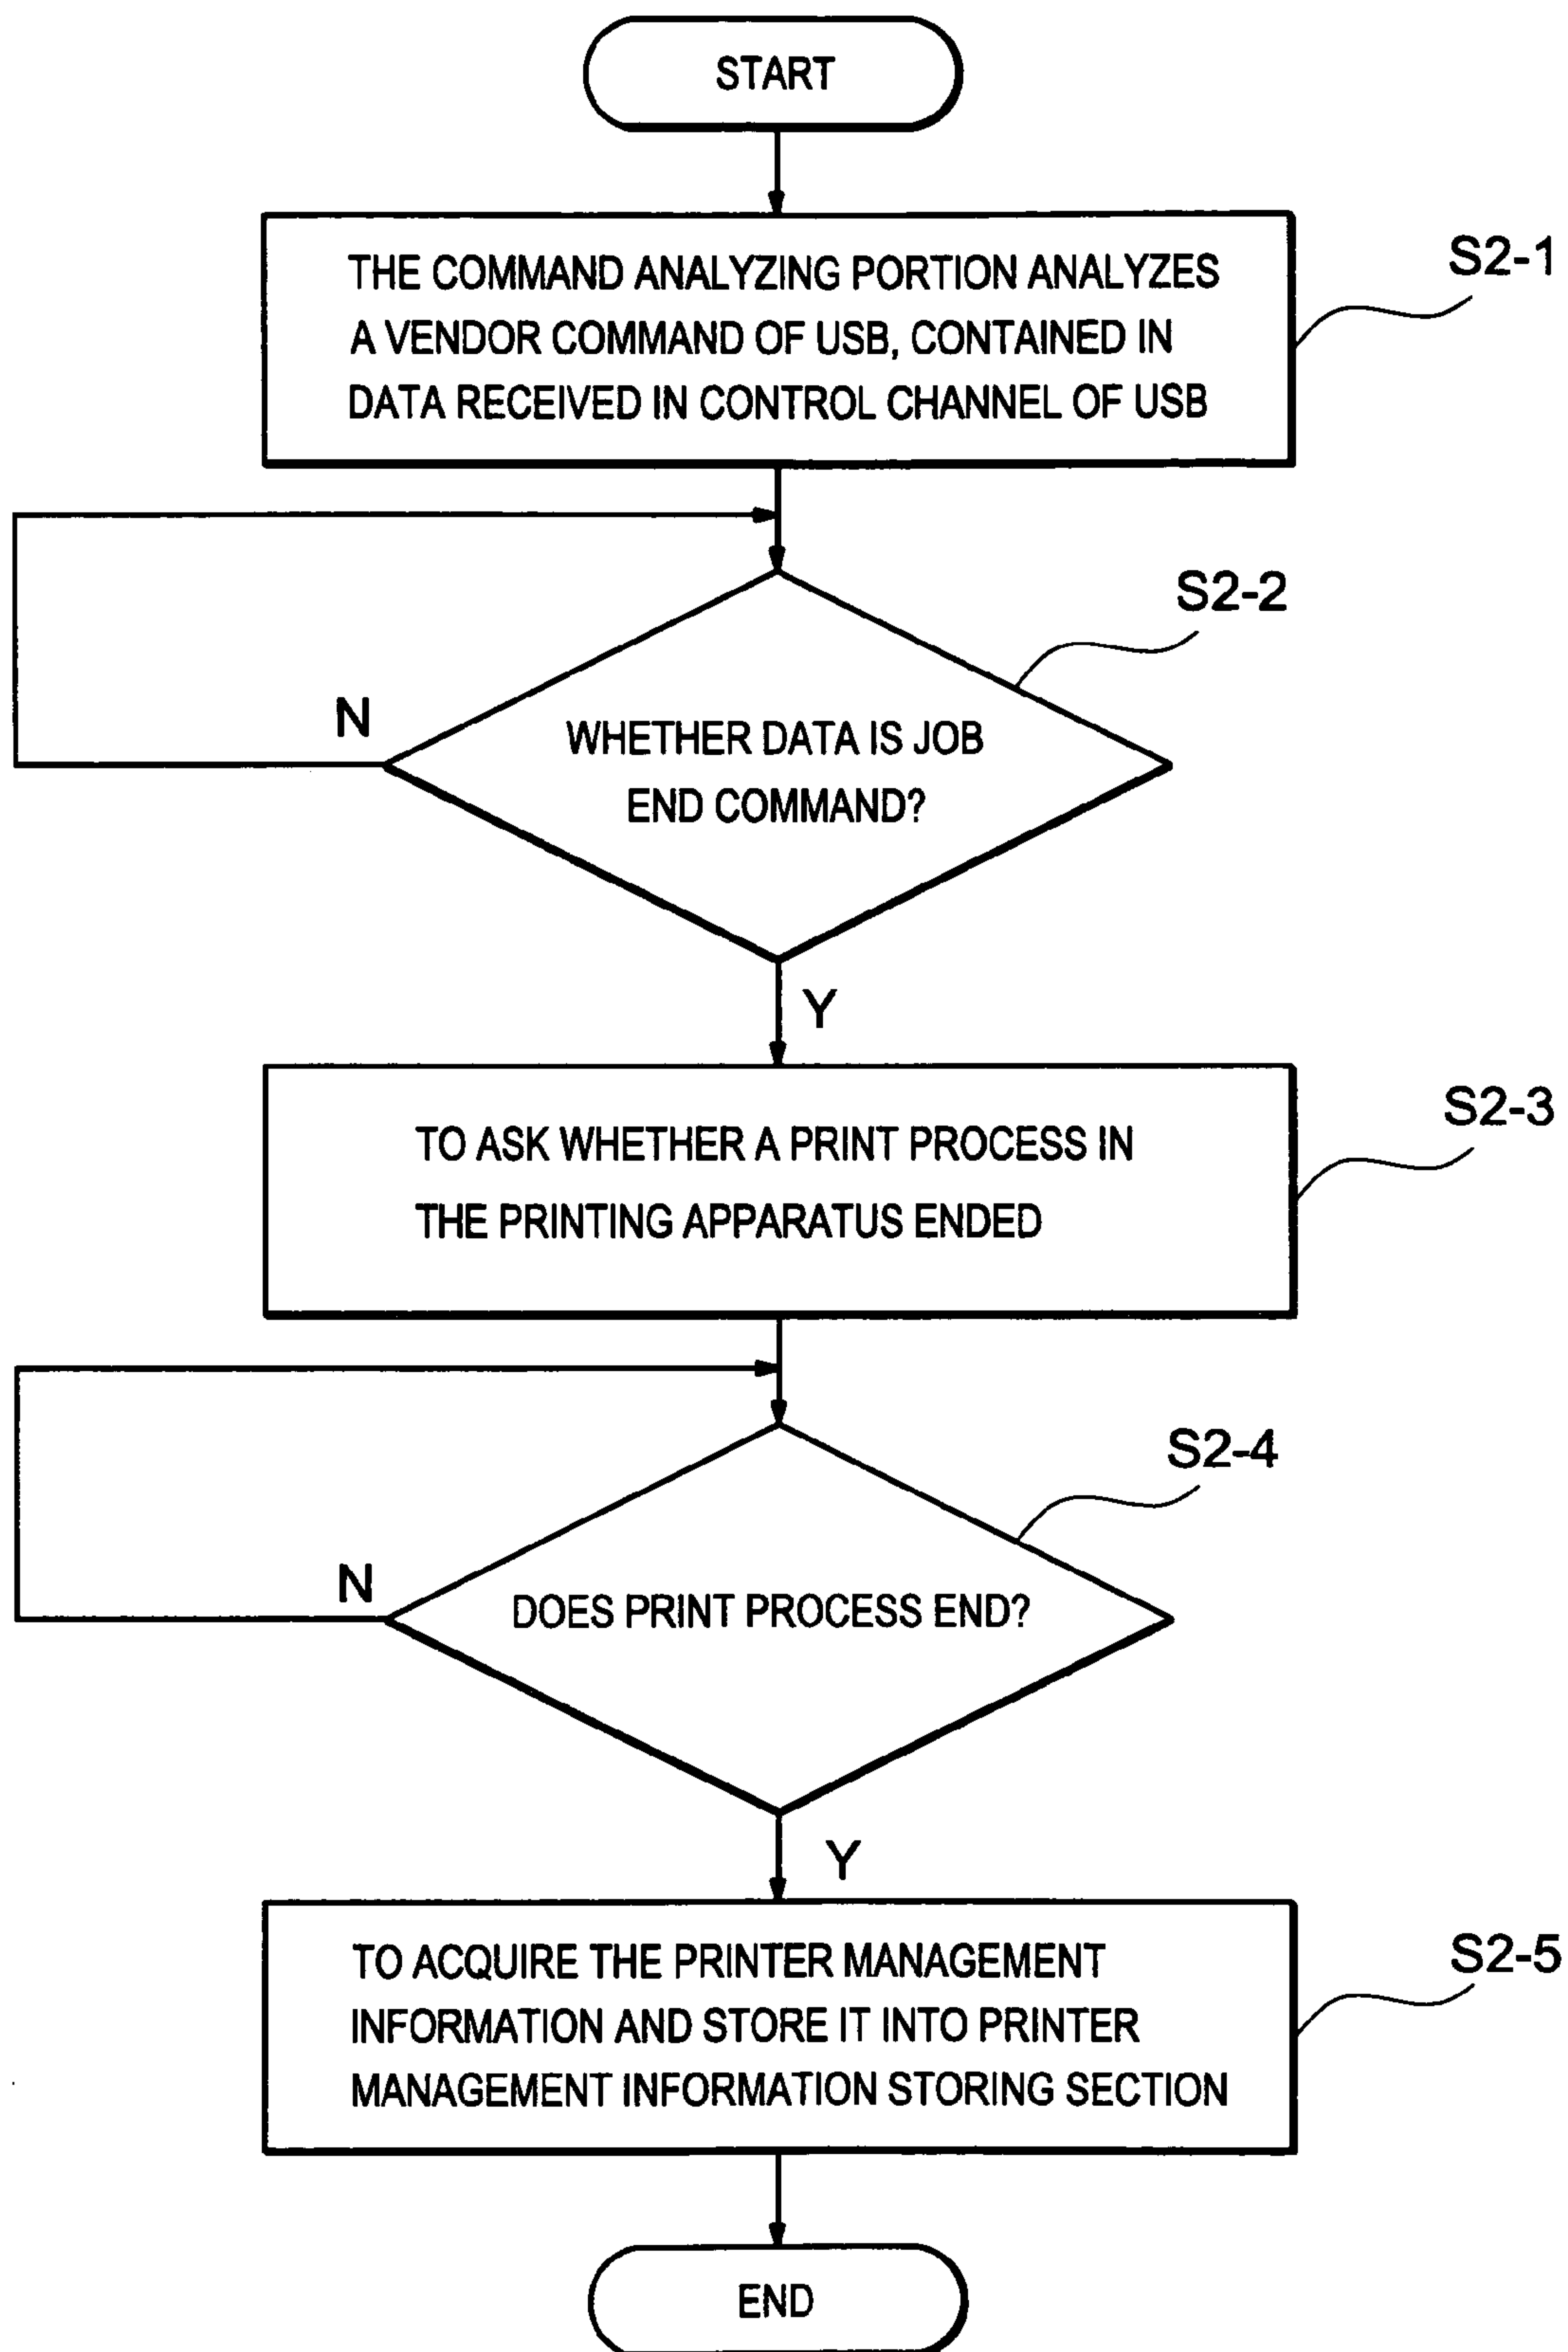 START
THE COMMAND ANALYZING PORTION ANALYZES
A VENDOR COMMAND OF USB, CONTAINED IN
DATA RECEIVED IN CONTROL CHANNEL OF USB
S2-1
S2-2
N
WHETHER DATA IS JOB
END COMMAND?
Y
S2-3
TO ASK WHETHER A PRINT PROCESS IN
THE PRINTING APPARATUS ENDED
S2-4
N
DOES PRINT PROCESS END?
Y
S2-5
TO ACQUIRE THE PRINTER MANAGEMENT
INFORMATION AND STORE IT INTO PRINTER
MANAGEMENT INFORMATION STORING SECTION
END